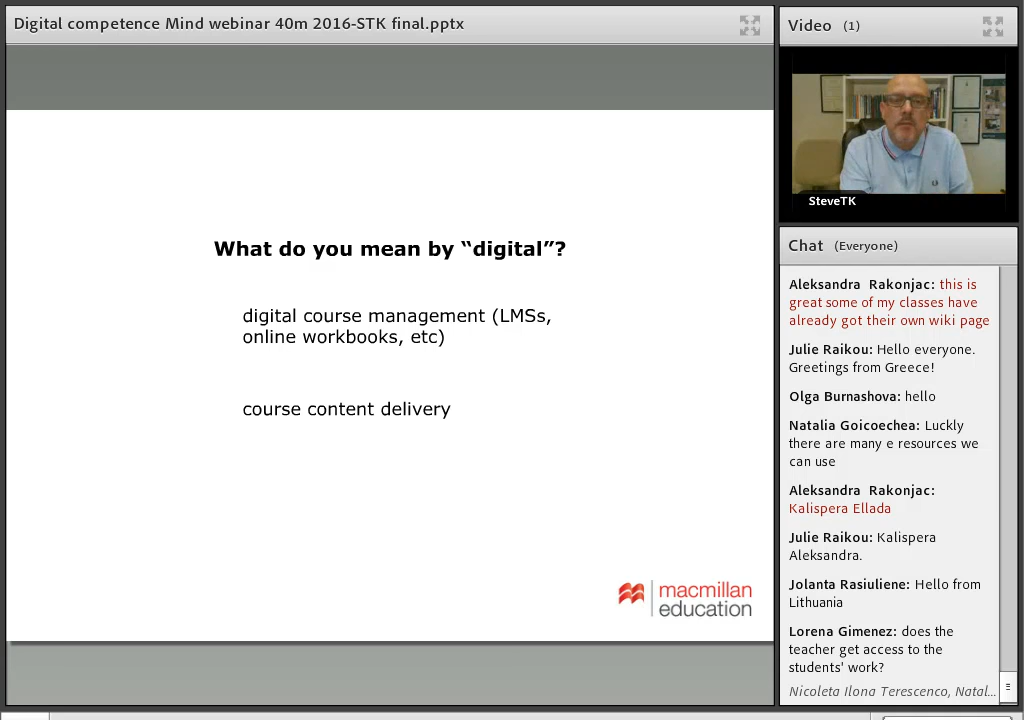 Digital competence Mind webinar 40m 2016-STK final.pptx
What do you mean by “digital”?
digital course management (LMSs,
online workbooks, etc)
course content delivery
macmillan
education
Video (1)
SteveTK
Chat (Everyone)
Aleksandra Rakonjac: this is
great some of my classes have
already got their own wiki page
Julie Raikou: Hello everyone.
Greetings from Greece!
Olga Burnashova: hello
Natalia Goicoechea: Luckly
there are many e resources we
can use
Aleksandra Rakonjac:
Kalispera Ellada
Julie Raikou: Kalispera
Aleksandra.
Jolanta Rasiuliene: Hello from
Lithuania
Lorena Gimenez: does the
teacher get access to the
students' work?
Nicoleta Ilona Terescenco, Natal...